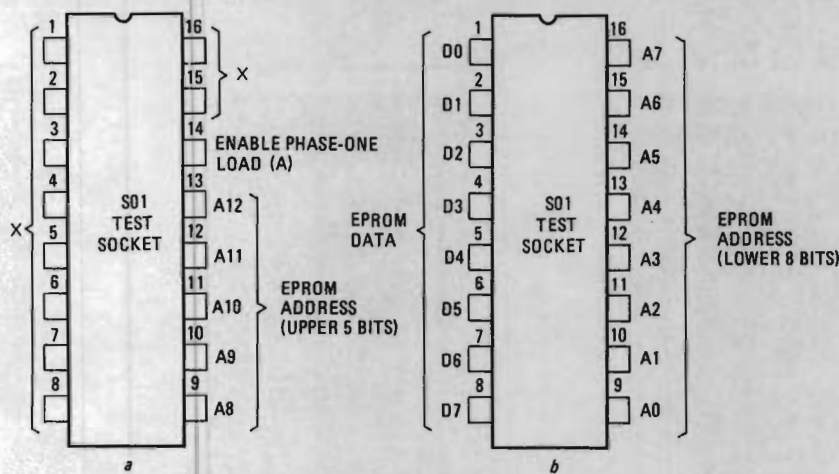 1 16
2 15
X
3 14 ENABLE PHASE-ONE
LOAD (A)
4 13 A12
S01
TEST
SOCKET
X
5 12 A11
6 11 A10
EPROM
ADDRESS
(UPPER 5 BITS)
7 10 A9
8 9 A8
a
1 16
D0 A7
2 15
D1 A6
3 14
D2 A5
4 13
D3 A4
S01
TEST
SOCKET
EPROM
DATA
EPROM
ADDRESS
(LOWER 8 BITS)
5 12
D4 A3
6 11
D5 A2
7 10
D6 A1
8 9
D7 A0
b